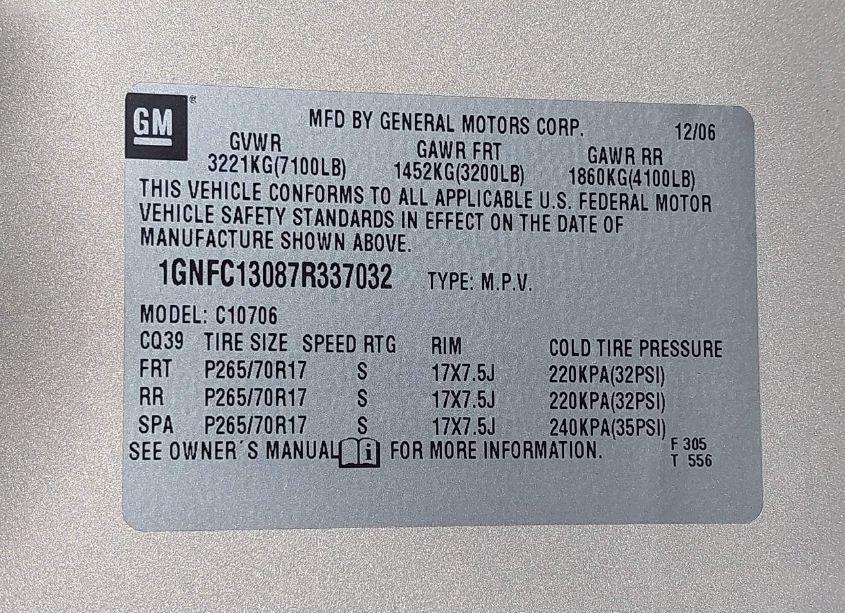 GM
MFD BY GENERAL MOTORS CORP. 12/06
GVWR GAWR FRT GAWR RR
3221KG(7100LB) 1452KG(3200LB) 1860KG(4100LB)
THIS VEHICLE CONFORMS TO ALL APPLICABLE U.S. FEDERAL MOTOR
VEHICLE SAFETY STANDARDS IN EFFECT ON THE DATE OF
MANUFACTURE SHOWN ABOVE.
1GNFC13087R337032 TYPE: M.P.V.
MODEL: C10706
CQ39 TIRE SIZE SPEED RTG RIM COLD TIRE PRESSURE
FRT P265/70R17 S 17X7.5J 220KPA(32PSI)
RR P265/70R17 S 17X7.5J 220KPA(32PSI)
SPA P265/70R17 S 17X7.5J 240KPA(35PSI)
SEE OWNER´S MANUAL i FOR MORE INFORMATION.
F 305
T 556